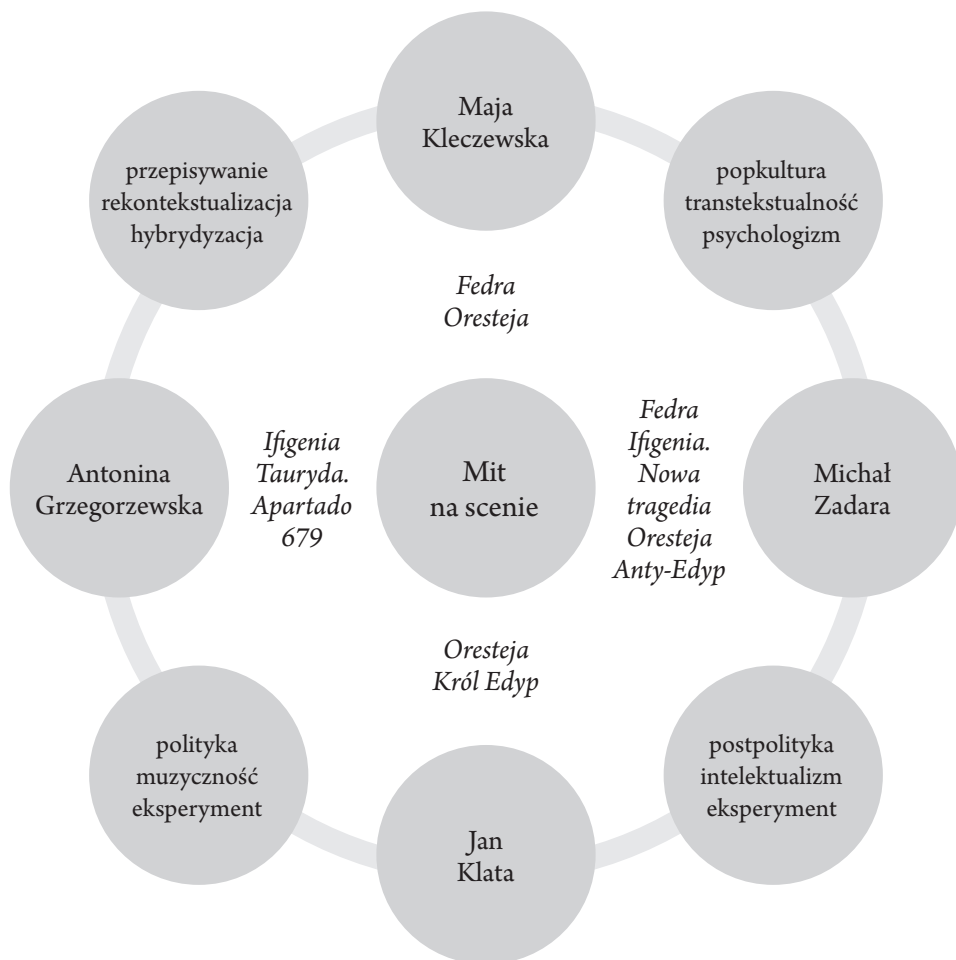 Maja
Kleczewska
przepisywanie
rekontekstualizacja
hybrydyzacja
popkultura
transtekstualność
psychologizm
Fedra
Oresteja
Antonina
Grzegorzewska
Ifigenia
Tauryda.
Apartado
679
Mit
na scenie
Fedra
Ifigenia.
Nowa
tragedia
Oresteja
Anty-Edyp
Michał
Zadara
Oresteja
Król Edyp
polityka
muzyczność
eksperyment
postpolityka
intelektualizm
eksperyment
Jan
Klata